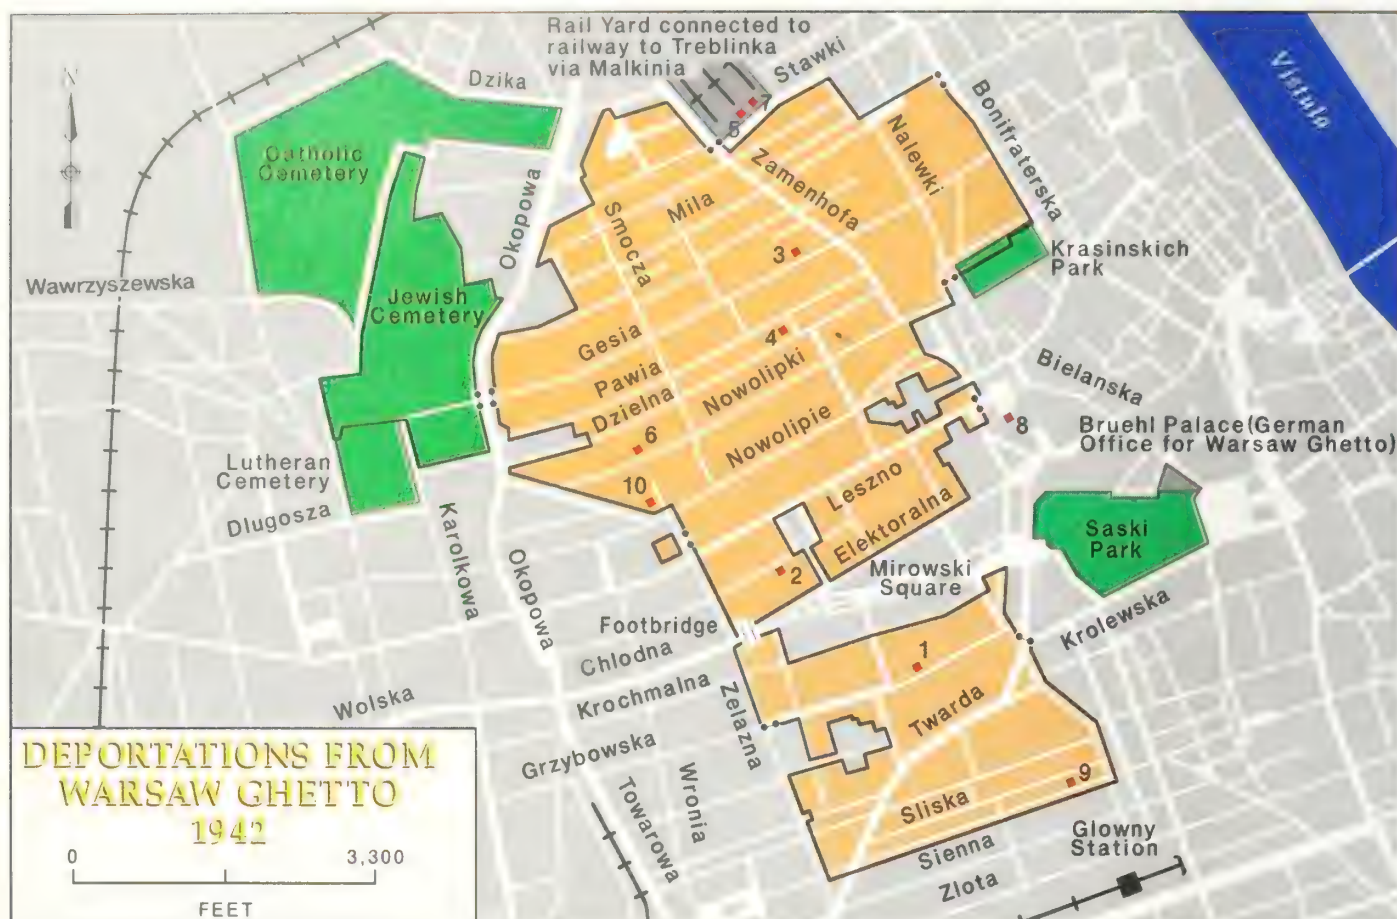 Rail Yard connected to
railway to Treblinka
via Malkinia
Stawki
Dzika
Vistula
N
Catholic
Cemetery
7
5
Bonifraterska
Nalewki
Zamenhofa
Okopowa
Mila
Smocza
3
Krasinskich
Park
Wawrzyszewska
Jewish
Cemetery
Gesia
4
Pawia
Nowolipki
Dzielna
Bielanska
Nowolipie
6
8
Bruehl Palace(German
Office for Warsaw Ghetto)
Lutheran
Cemetery
10
Leszno
Dlugosza
Karolkowa
Elektoralna
Saski
Park
Okopowa
2
Mirowski
Square
Footbridge
Chlodna
1
Krolewska
Wolska
Krochmalna
Zelazna
Twarda
Grzybowska
Wronia
Towarowa
9
Sliska
Sienna
Glowny
Station
Zlota
DEPORTATIONS FROM
WARSAW GHETTO
1942
0 3,300
FEET